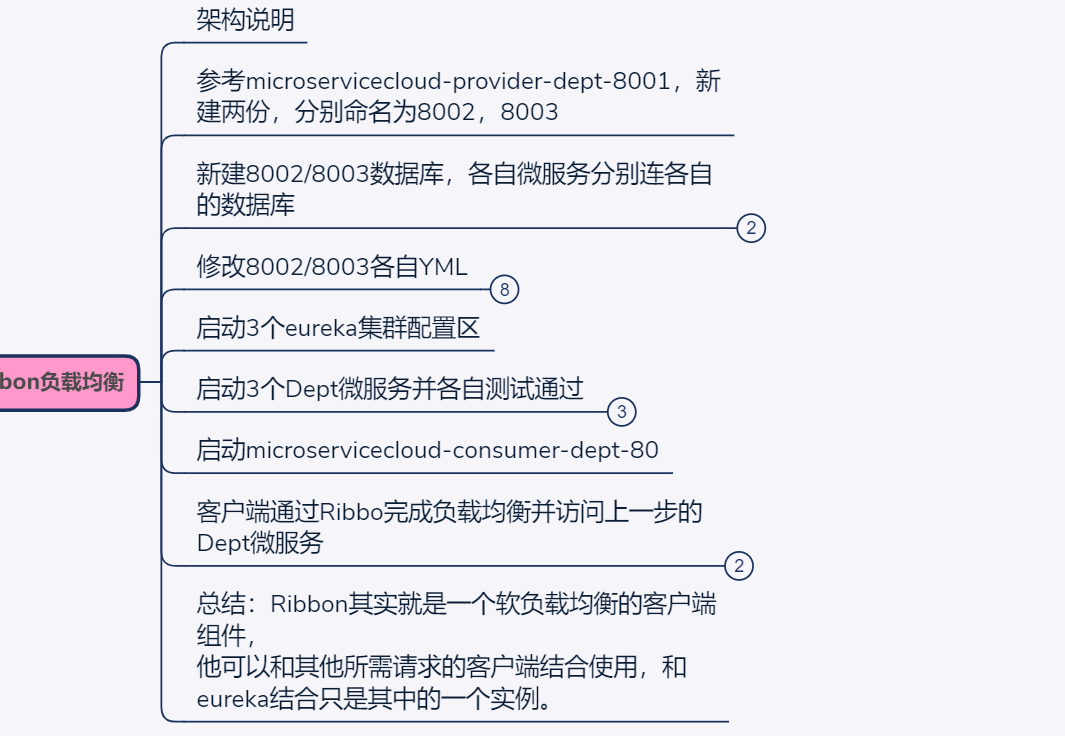 架构说明
参考microservicecloud-provider-dept-8001，新
建两份，分别命名为8002，8003
新建8002/8003数据库，各自微服务分别连各自
的数据库
2
修改8002/8003各自YML
8
启动3个eureka集群配置区
bon负载均衡
启动3个Dept微服务并各自测试通过
3
启动microservicecloud-consumer-dept-80
客户端通过Ribbo完成负载均衡并访问上一步的
Dept微服务
2
总结：Ribbon其实就是一个软负载均衡的客户端
组件，
他可以和其他所需请求的客户端结合使用，和
eureka结合只是其中的一个实例。